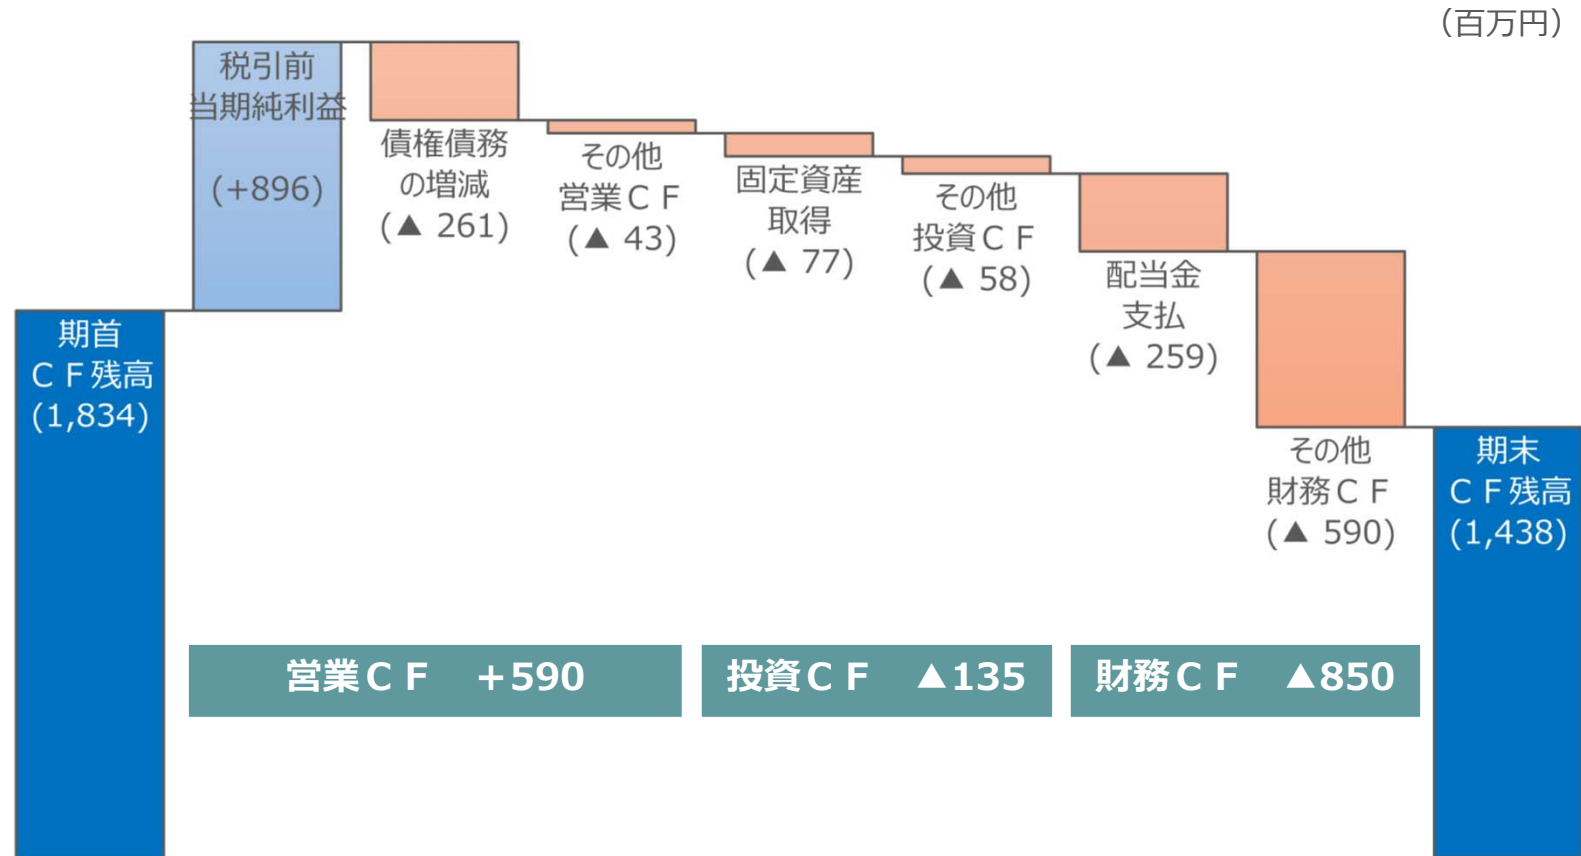 （百万円）
税引前
当期純利益
(+896)
債権債務
の増減
(▲ 261)
その他
営業ＣＦ
(▲ 43)
固定資産
取得
(▲ 77)
その他
投資ＣＦ
(▲ 58)
配当金
支払
(▲ 259)
その他
財務ＣＦ
(▲ 590)
期首
ＣＦ残高
(1,834)
期末
ＣＦ残高
(1,438)
営業ＣＦ　+590
投資ＣＦ　▲135
財務ＣＦ　▲850